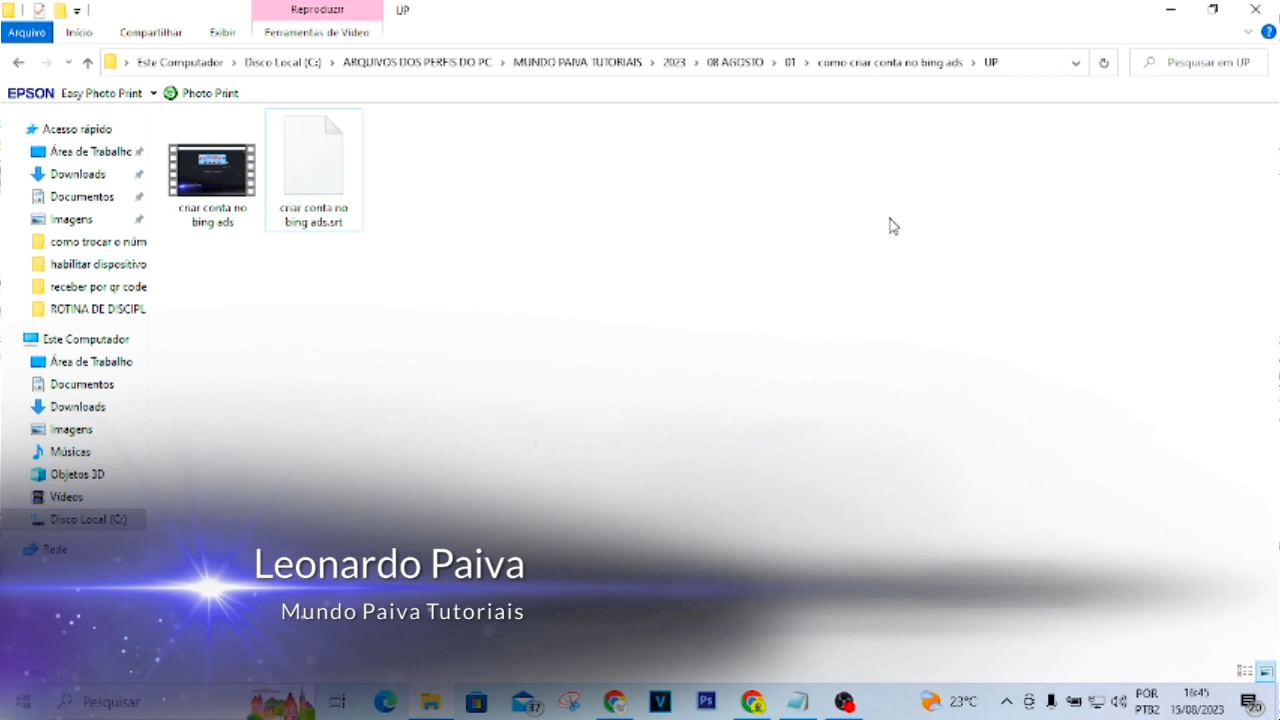 Reproduzir
UP
Arquivo Início Compartilhar Exibir Ferramentas de Vídeo
Este Computador > Disco Local (C:) > ARQUIVOS DOS PERFIS DO PC > MUNDO PAIVA TUTORIAIS > 2023 > 08 AGOSTO > 01 > como criar conta no bing ads > UP
Pesquisar em UP
EPSON Easy Photo Print Photo Print
Acesso rápido
Área de Trabalho
Downloads
Documentos
Imagens
como trocar o núm
habilitar dispositivo
receber por qr code
ROTINA DE DISCIPL
Este Computador
Área de Trabalho
Documentos
Downloads
Imagens
Músicas
Objetos 3D
Vídeos
Disco Local (C:)
Rede
criar conta no
bing ads
criar conta no
bing ads.srt
Leonardo Paiva
Mundo Paiva Tutoriais
Pesquisar
37
V
Ps
23°C
POR
PTB2
16:45
15/08/2023
20